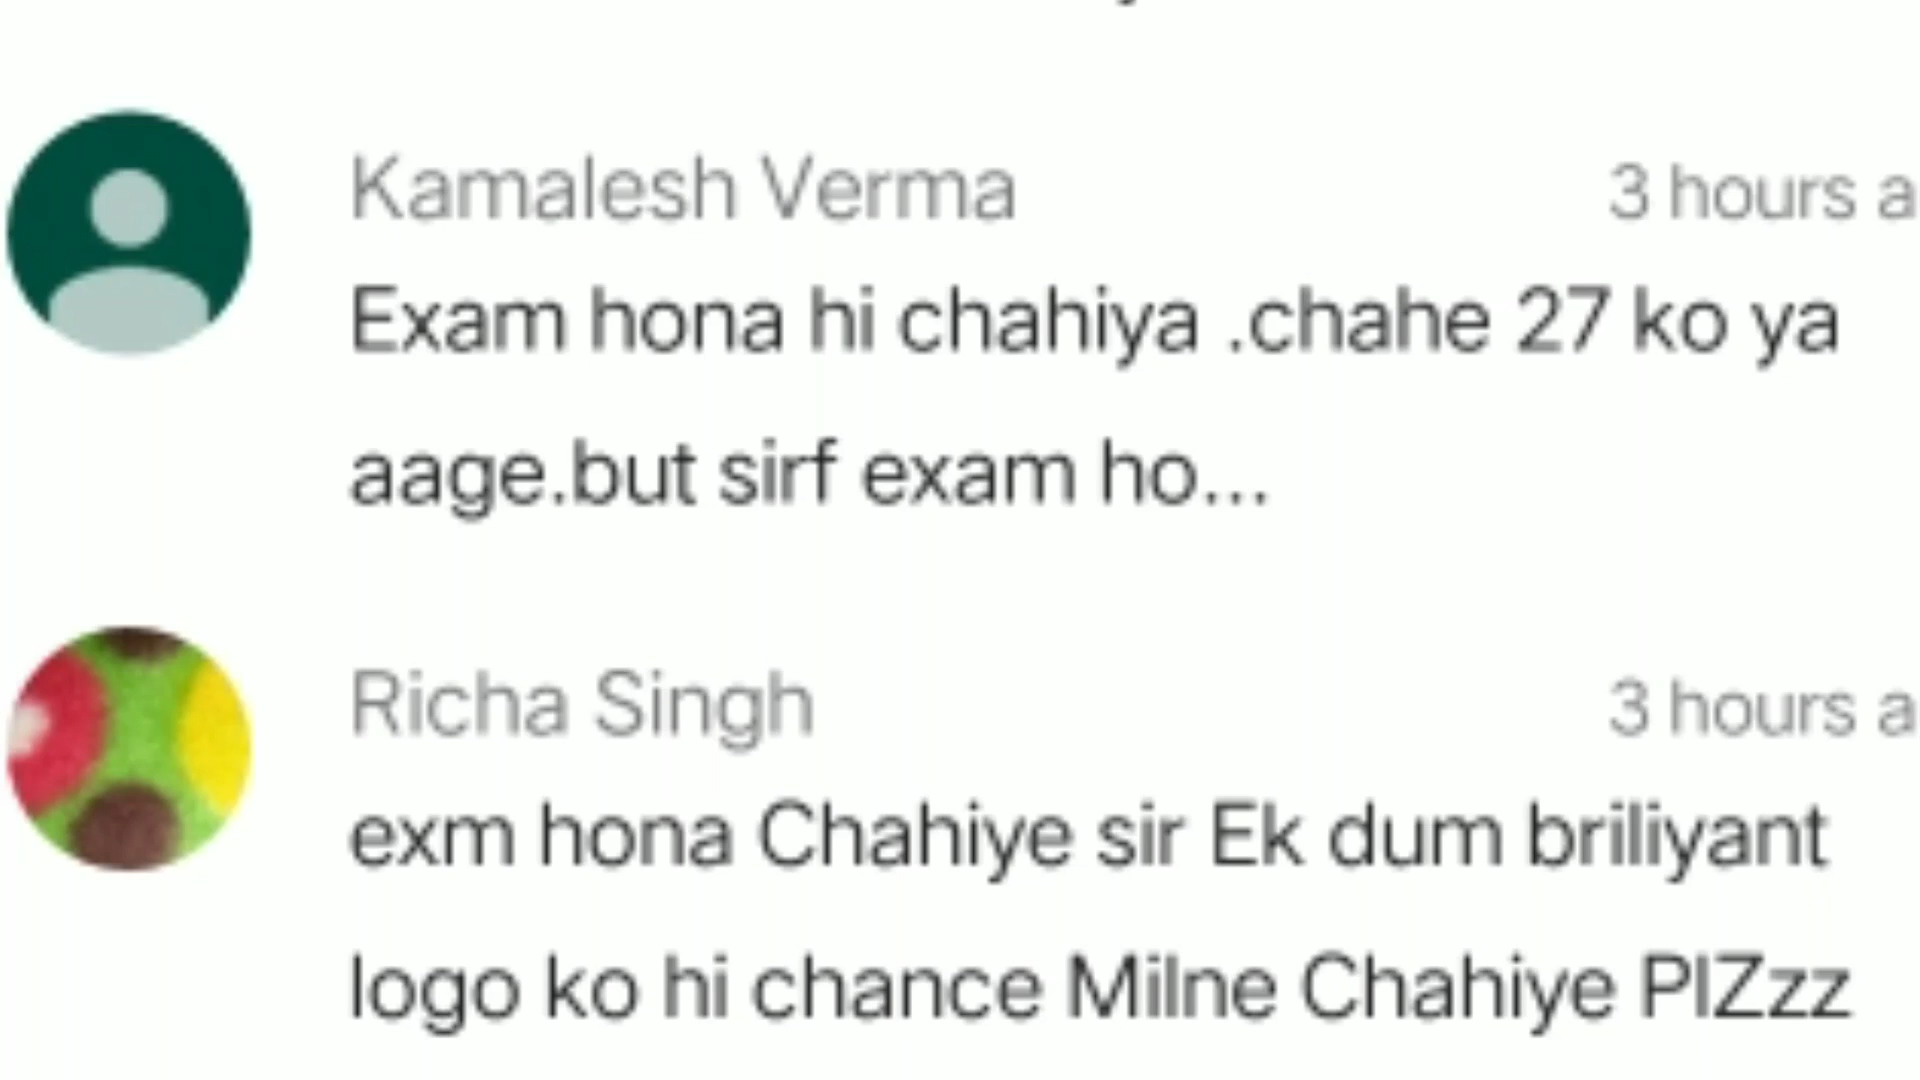 Kamalesh Verma 3 hours a
Exam hona hi chahiya .chahe 27 ko ya
aage.but sirf exam ho...
Richa Singh 3 hours a
exm hona Chahiye sir Ek dum briliyant
logo ko hi chance Milne Chahiye PlZzz